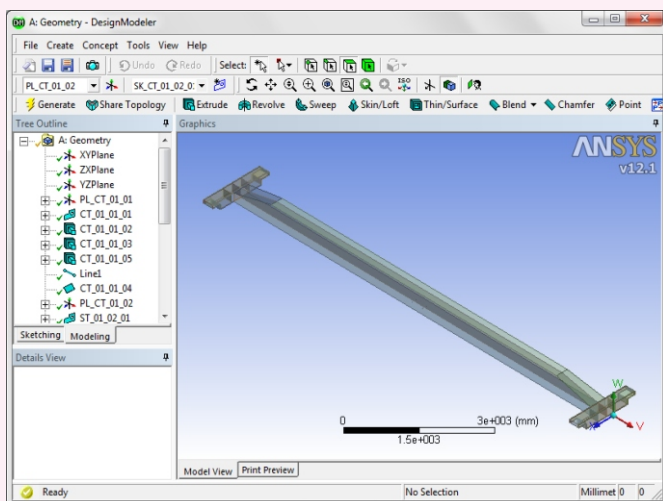 A: Geometry - DesignModeler
File Create Concept Tools View Help
Undo Redo Select:
PL_CT_01_02 SK_CT_01_02_0: ISO
Generate Share Topology Extrude Revolve Sweep Skin/Loft Thin/Surface Blend Chamfer Point
Tree Outline
A: Geometry
XYPlane
ZXPlane
YZPlane
PL_CT_01_01
CT_01_01_01
CT_01_01_02
CT_01_01_03
CT_01_01_05
Line1
CT_01_01_04
PL_CT_01_02
ST_01_02_01
Sketching Modeling
Details View
Graphics
ANSYS
v12.1
W
V
0 3e+003 (mm)
1.5e+003
Model View Print Preview
Ready No Selection Millimet 0 0